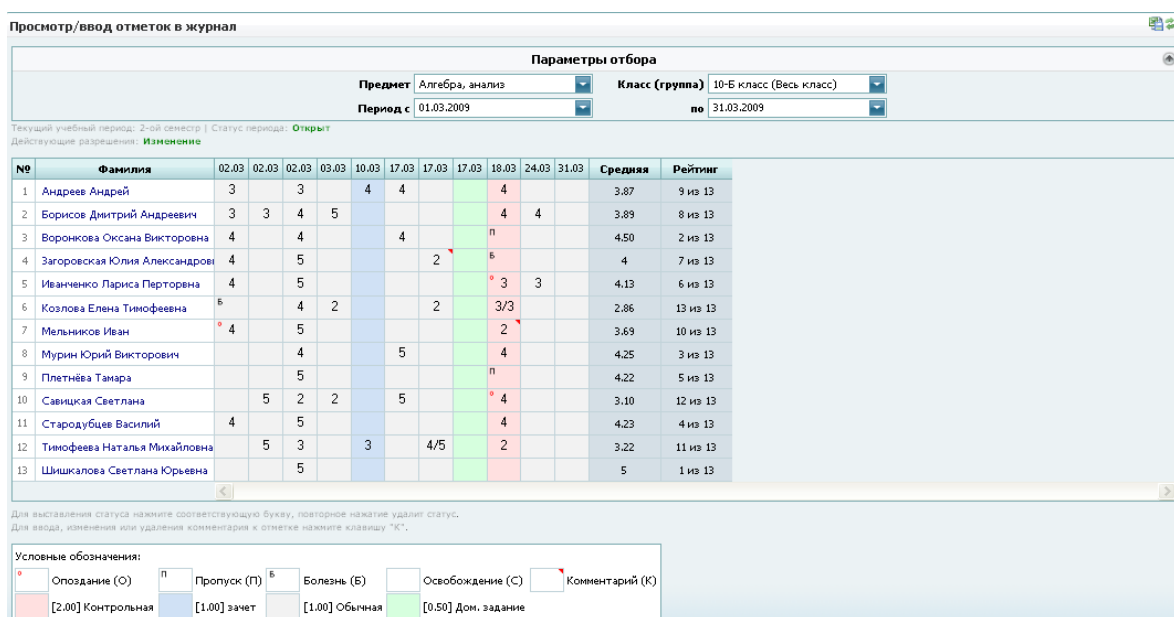 Просмотр/ввод отметок в журнал
Параметры отбора
Предмет Алгебра, анализ Класс (группа) 10-Б класс (Весь класс)
Период с 01.03.2009 по 31.03.2009
Текущий учебный период: 2-ой семестр | Статус периода: Открыт
Действующие разрешения: Изменение
№ Фамилия 02.03 02.03 02.03 03.03 10.03 17.03 17.03 17.03 18.03 24.03 31.03 Средняя Рейтинг
1 Андреев Андрей 3 3 4 4 4 3.87 9 из 13
2 Борисов Дмитрий Андреевич 3 3 4 5 4 4 3.89 8 из 13
3 Воронкова Оксана Викторовна 4 4 4 П 4.50 2 из 13
4 Загоровская Юлия Александров 4 5 2 Б 4 7 из 13
5 Иванченко Лариса Перторвна 4 5 О 3 3 4.13 6 из 13
6 Козлова Елена Тимофеевна Б 4 2 2 3/3 2.86 13 из 13
7 Мельников Иван О 4 5 2 3.69 10 из 13
8 Мурин Юрий Викторович 4 5 4 4.25 3 из 13
9 Плетнёва Тамара 5 П 4.22 5 из 13
10 Савицкая Светлана 5 2 2 5 О 4 3.10 12 из 13
11 Стародубцев Василий 4 5 4 4.23 4 из 13
12 Тимофеева Наталья Михайловна 5 3 3 4/5 2 3.22 11 из 13
13 Шишкалова Светлана Юрьевна 5 5 1 из 13
Для выставления статуса нажмите соответствующую букву, повторное нажатие удалит статус.
Для ввода, изменения или удаления комментария к отметке нажмите клавишу "К".
Условные обозначения:
О Опоздание (О) П Пропуск (П) Б Болезнь (Б) Освобождение (С) Комментарий (К)
[2.00] Контрольная [1.00] зачет [1.00] Обычная [0.50] Дом. задание